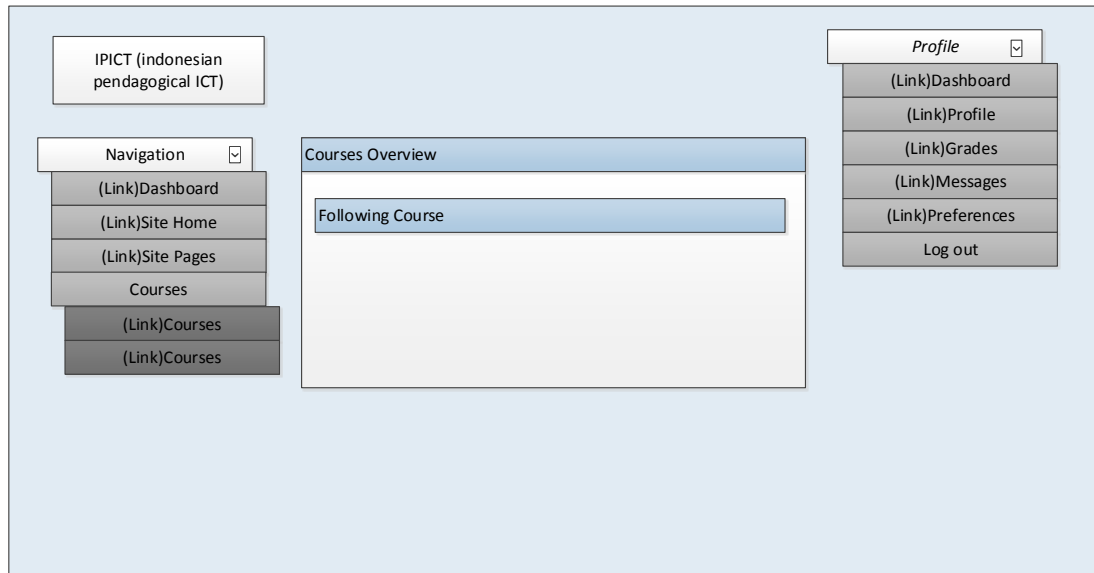 IPICT (indonesian
pendagogical ICT)
Profile
(Link)Dashboard
(Link)Profile
(Link)Grades
(Link)Messages
(Link)Preferences
Log out
Navigation
(Link)Dashboard
(Link)Site Home
(Link)Site Pages
Courses
(Link)Courses
(Link)Courses
Courses Overview
Following Course